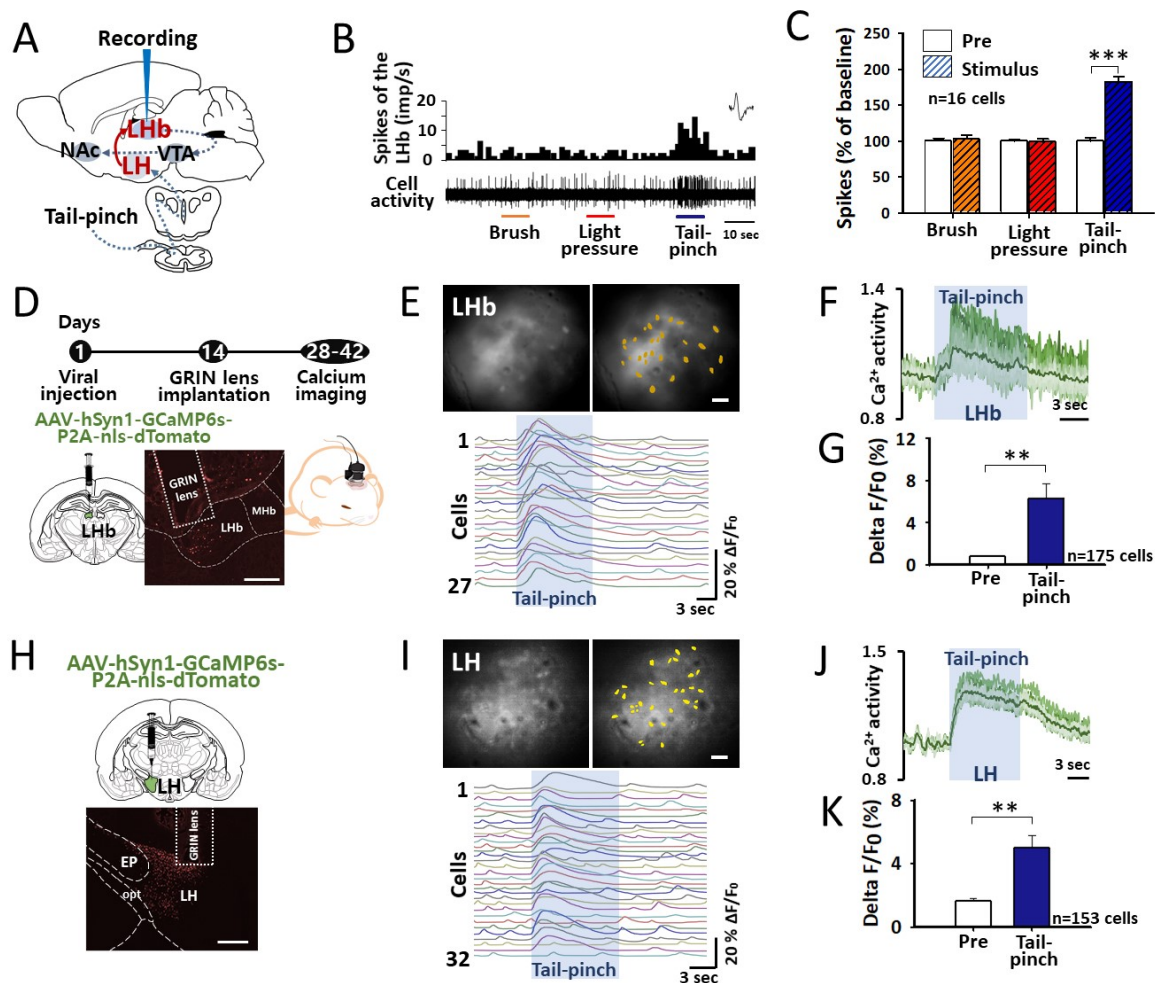 A
Recording
LHb
NAc
VTA
LH
Tail-pinch
B
Spikes of the
LHb (imp/s)
20
10
0
Cell
activity
Brush
Light
pressure
Tail-
pinch
10 sec
C
Pre
Stimulus
n=16 cells
***
Spikes (% of baseline)
250
200
150
100
50
0
Brush
Light
pressure
Tail-
pinch
D
Days
1
14
28-42
Viral
injection
GRIN lens
implantation
Calcium
imaging
AAV-hSyn1-GCaMP6s-
P2A-nls-dTomato
LHb
GRIN
lens
LHb
MHb
E
LHb
1
Cells
27
Tail-pinch
3 sec
20 % ΔF/F₀
F
1.4
Ca²⁺ activity
0.8
Tail-pinch
LHb
3 sec
G
Delta F/F0 (%)
12
8
4
0
**
Pre
Tail-
pinch
n=175 cells
H
AAV-hSyn1-GCaMP6s-
P2A-nls-dTomato
LH
GRIN lens
EP
opt
LH
I
LH
1
Cells
32
Tail-pinch
3 sec
20 % ΔF/F₀
J
1.5
Ca²⁺ activity
0.8
Tail-pinch
LH
3 sec
K
Delta F/F0 (%)
8
4
0
**
Pre
Tail-
pinch
n=153 cells